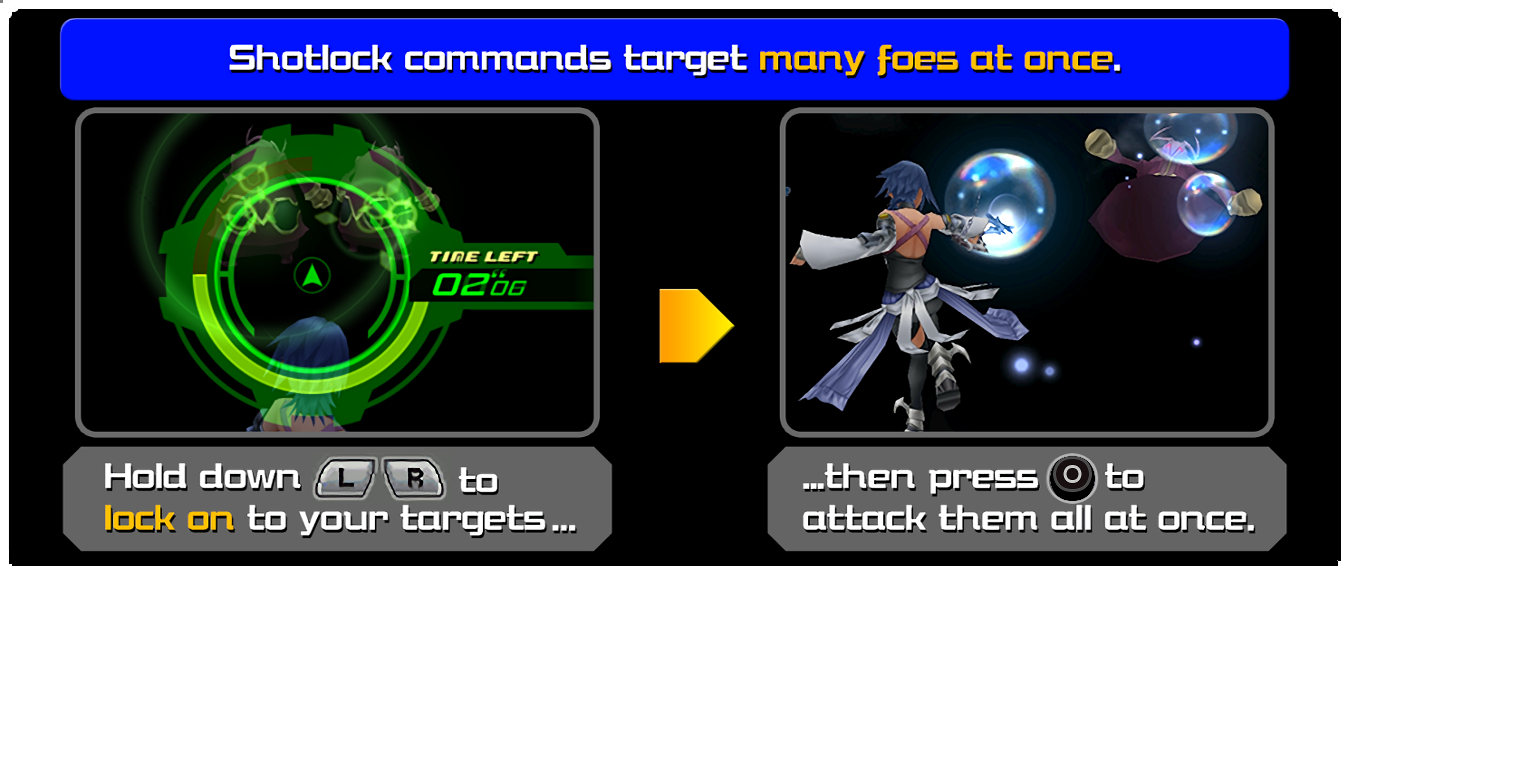 Shotlock commands target many foes at once.
TIME LEFT
02"06
Hold down L R to
lock on to your targets...
...then press O to
attack them all at once.